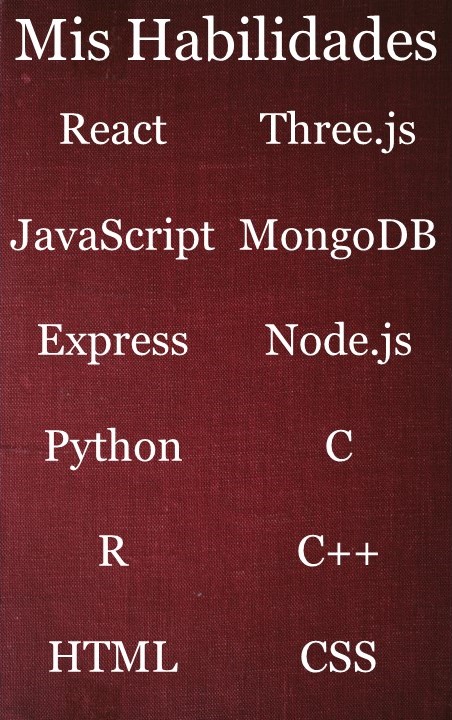 Mis Habilidades
React Three.js
JavaScript MongoDB
Express Node.js
Python C
R C++
HTML CSS